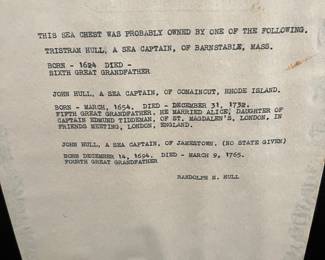 THIS SEA CHEST WAS PROBABLY OWNED BY ONE OF THE FOLLOWING.
TRISTRAM HULL, A SEA CAPTAIN, OF BARNSTABLE, MASS.
BORN - 1624 DIED -
SIXTH GREAT GRANDFATHER
JOHN HULL, A SEA CAPTAIN, OF CONAINCUT, RHODE ISLAND.
BORN - MARCH, 1654. DIED - DECEMBER 31, 1732.
FIFTH GREAT GRANDFATHER, HE MARRIED ALICE, DAUGHTER OF
CAPTAIN EDMUND TIDDEMAN, OF ST. MAGDALEN'S, LONDON, IN
FRIENDS MEETING, LONDON, ENGLAND.
JOHN HULL, A SEA CAPTAIN, OF JAMESTOWN. (NO STATE GIVEN)
BORN DECEMBER 14, 1694. DIED - MARCH 9, 1765.
FOURTH GREAT GRANDFATHER
RANDOLPH H. HULL